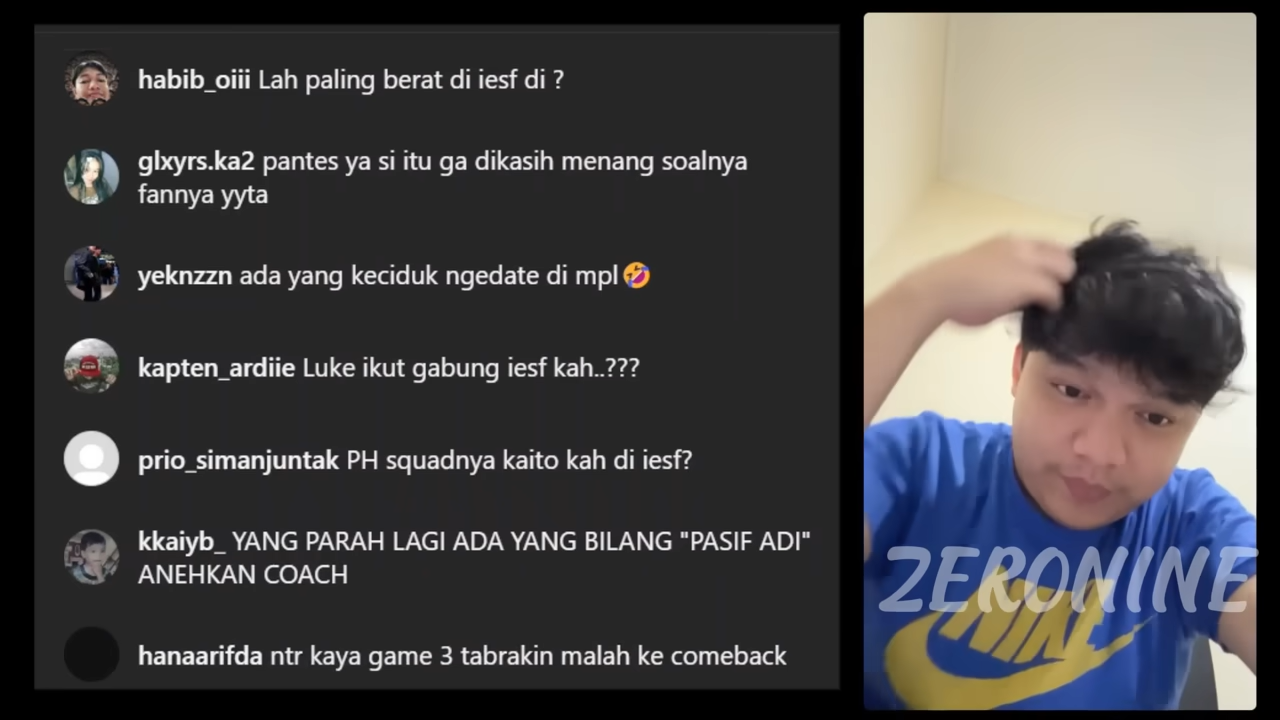 habib_oiii Lah paling berat di iesf di ?
glxyrs.ka2 pantes ya si itu ga dikasih menang soalnya
fannya yyta
yeknzzn ada yang keciduk ngedate di mpl🤣
kapten_ardiie Luke ikut gabung iesf kah..???
prio_simanjuntak PH squadnya kaito kah di iesf?
kkaiyb_ YANG PARAH LAGI ADA YANG BILANG "PASIF ADI"
ANEHKAN COACH
hanaarifda ntr kaya game 3 tabrakin malah ke comeback
ZERONINE
NIKE